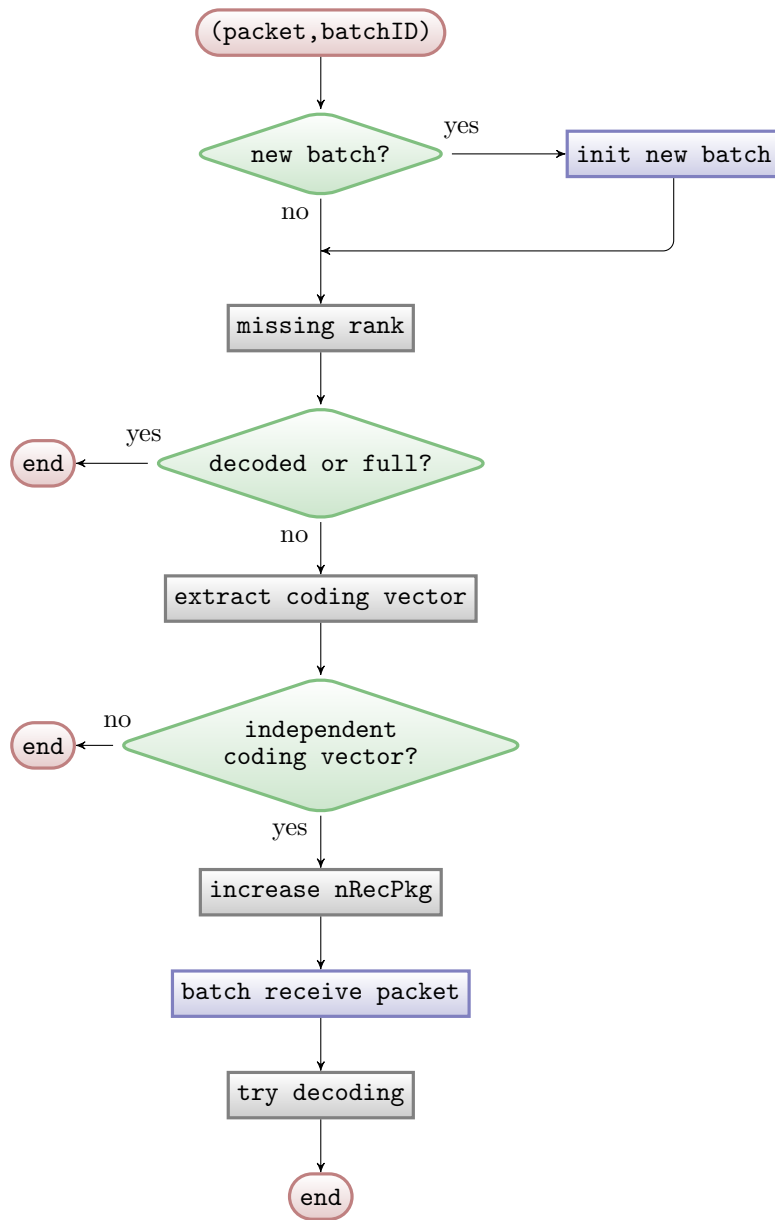 (packet,batchID)
new batch?
yes
init new batch
no
missing rank
decoded or full?
yes
end
no
extract coding vector
independent
coding vector?
no
end
yes
increase nRecPkg
batch receive packet
try decoding
end